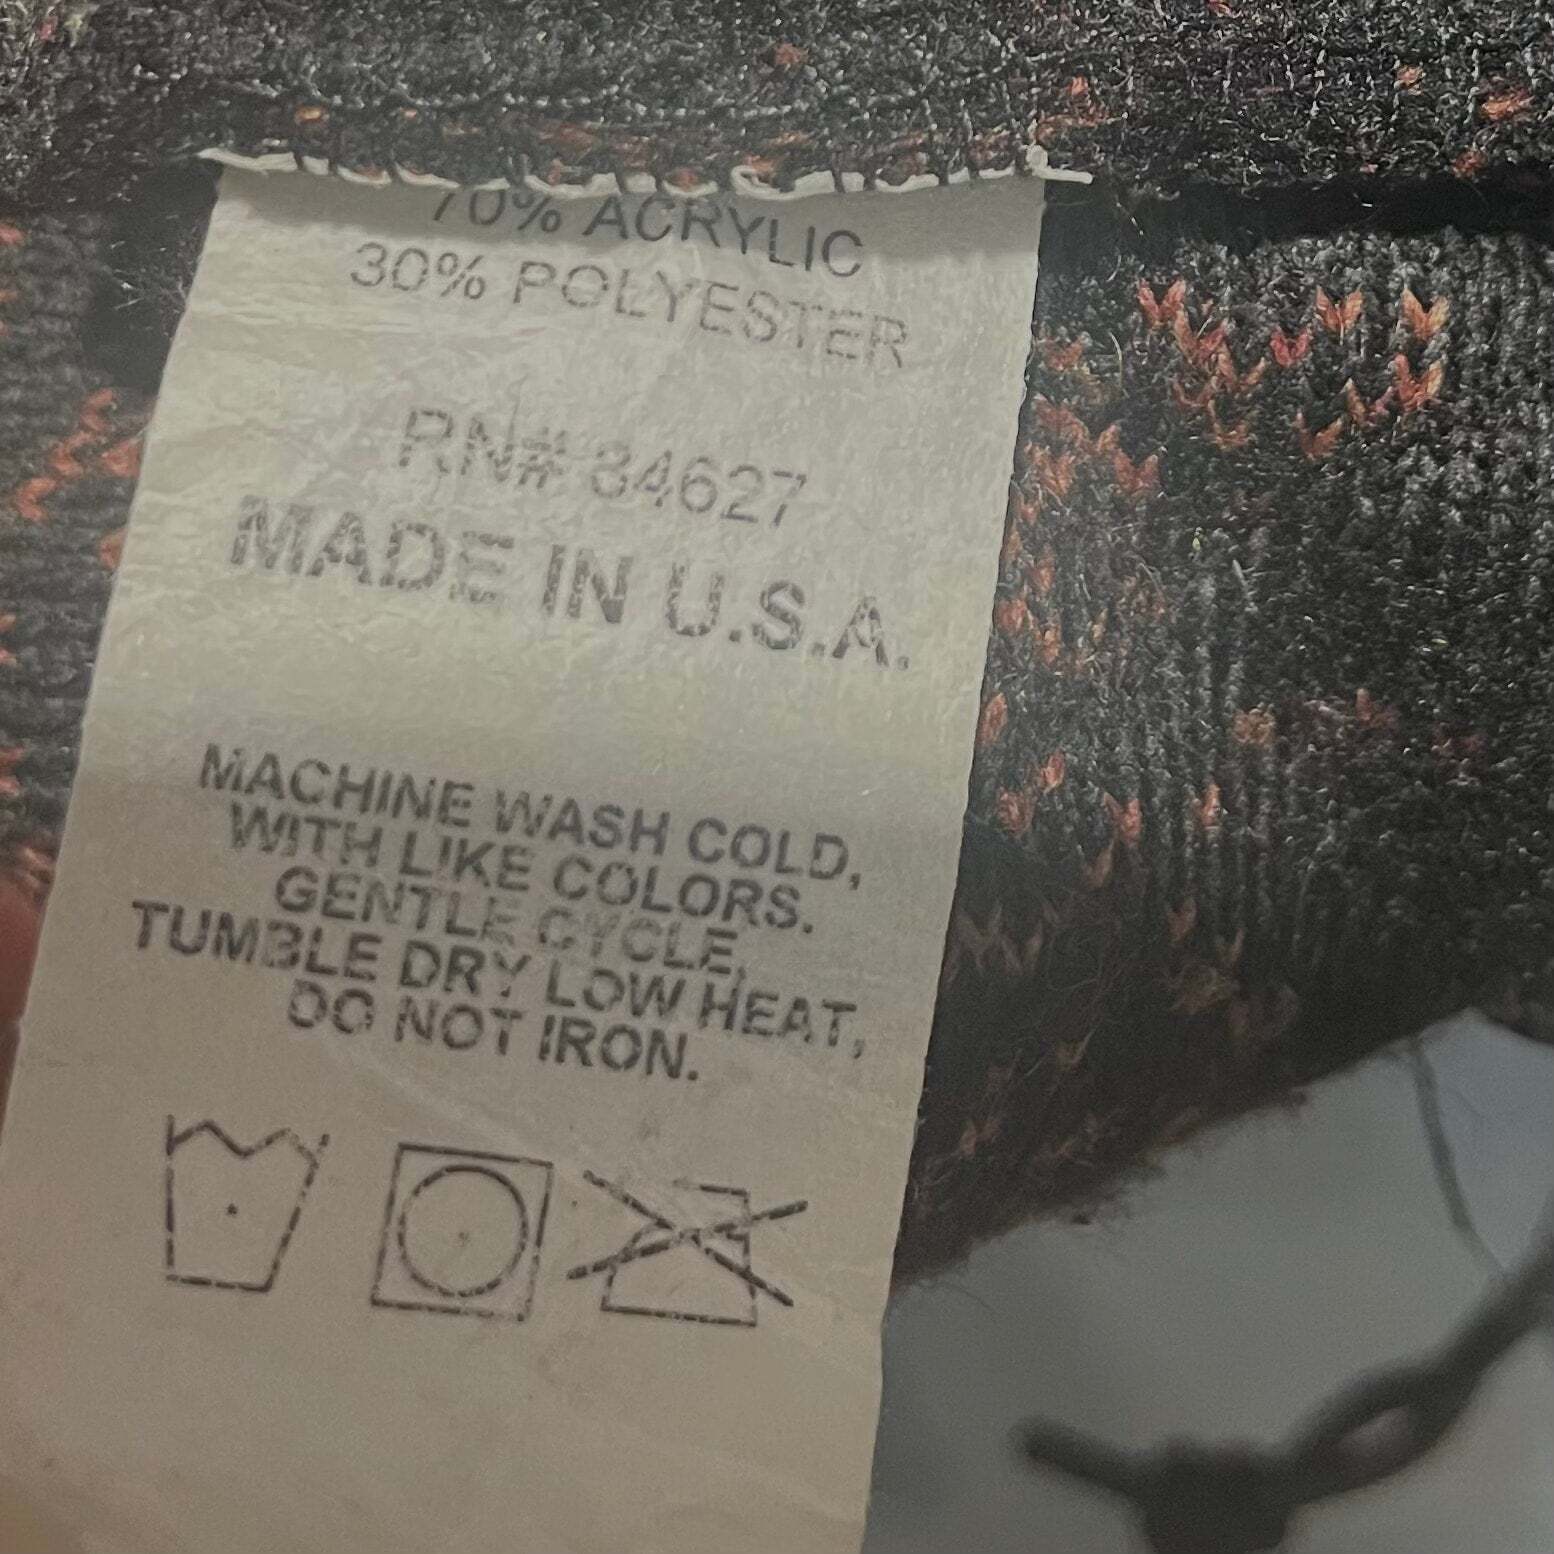 70% ACRYLIC
30% POLYESTER
RN# 84627
MADE IN U.S.A.
MACHINE WASH COLD,
WITH LIKE COLORS.
GENTLE CYCLE,
TUMBLE DRY LOW HEAT,
DO NOT IRON.